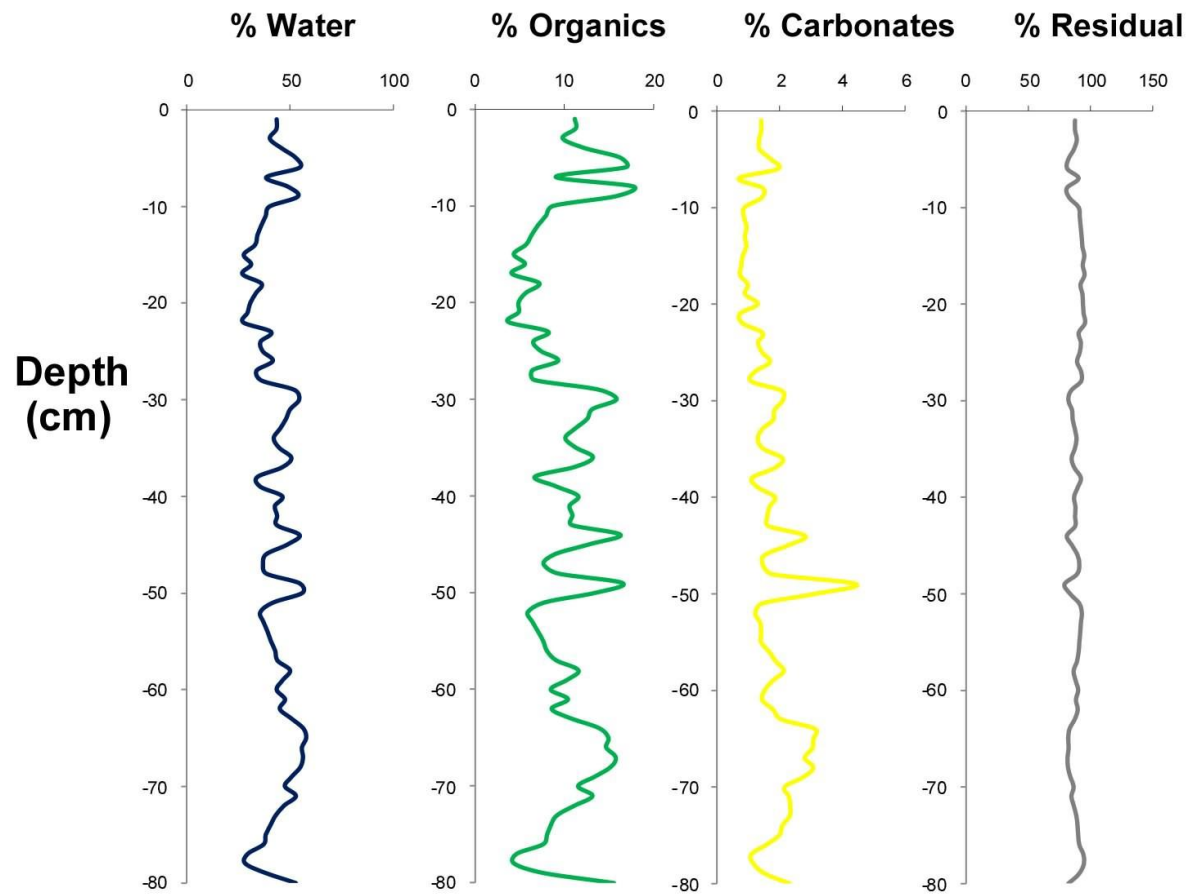 % Water
% Organics
% Carbonates
% Residual
0 50 100
0 10 20
0 2 4 6
0 50 100 150
0 0 0 0
-10 -10 -10 -10
-20 -20 -20 -20
-30 -30 -30 -30
Depth
(cm)
-40 -40 -40 -40
-50 -50 -50 -50
-60 -60 -60 -60
-70 -70 -70 -70
-80 -80 -80 -80